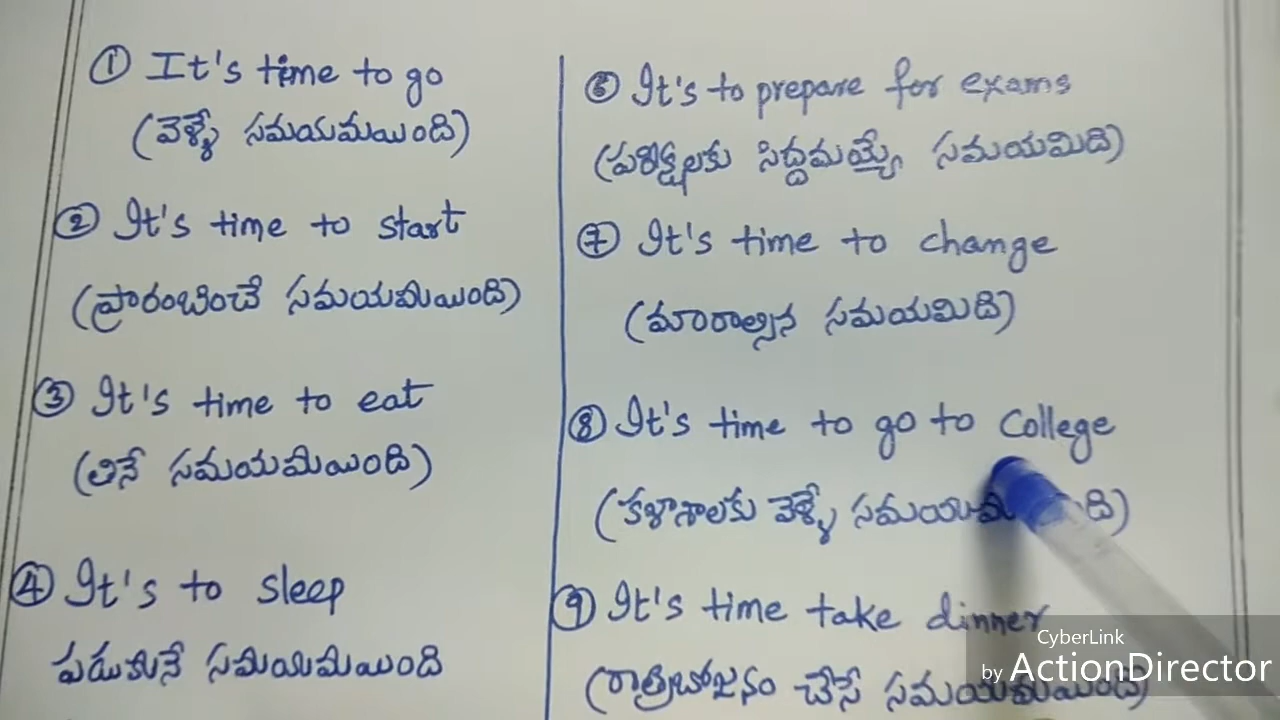 ① It's time to go
(వెళ్ళే సమయమయింది)
② It's time to start
(ప్రారంభించే సమయమయింది)
③ It's time to eat
(తినే సమయమయింది)
④ It's to sleep
పడుకునే సమయమయింది
⑥ It's to prepare for exams
(పరీక్షలకు సిద్దమయ్యే సమయమిది)
⑦ It's time to change
(మారాల్సిన సమయమిది)
⑧ It's time to go to College
(కళాశాలకు వెళ్ళే
⑨ It's time take dinner
(రాత్రిభోజనం చేసే సమయమయింది)
CyberLink
by ActionDirector